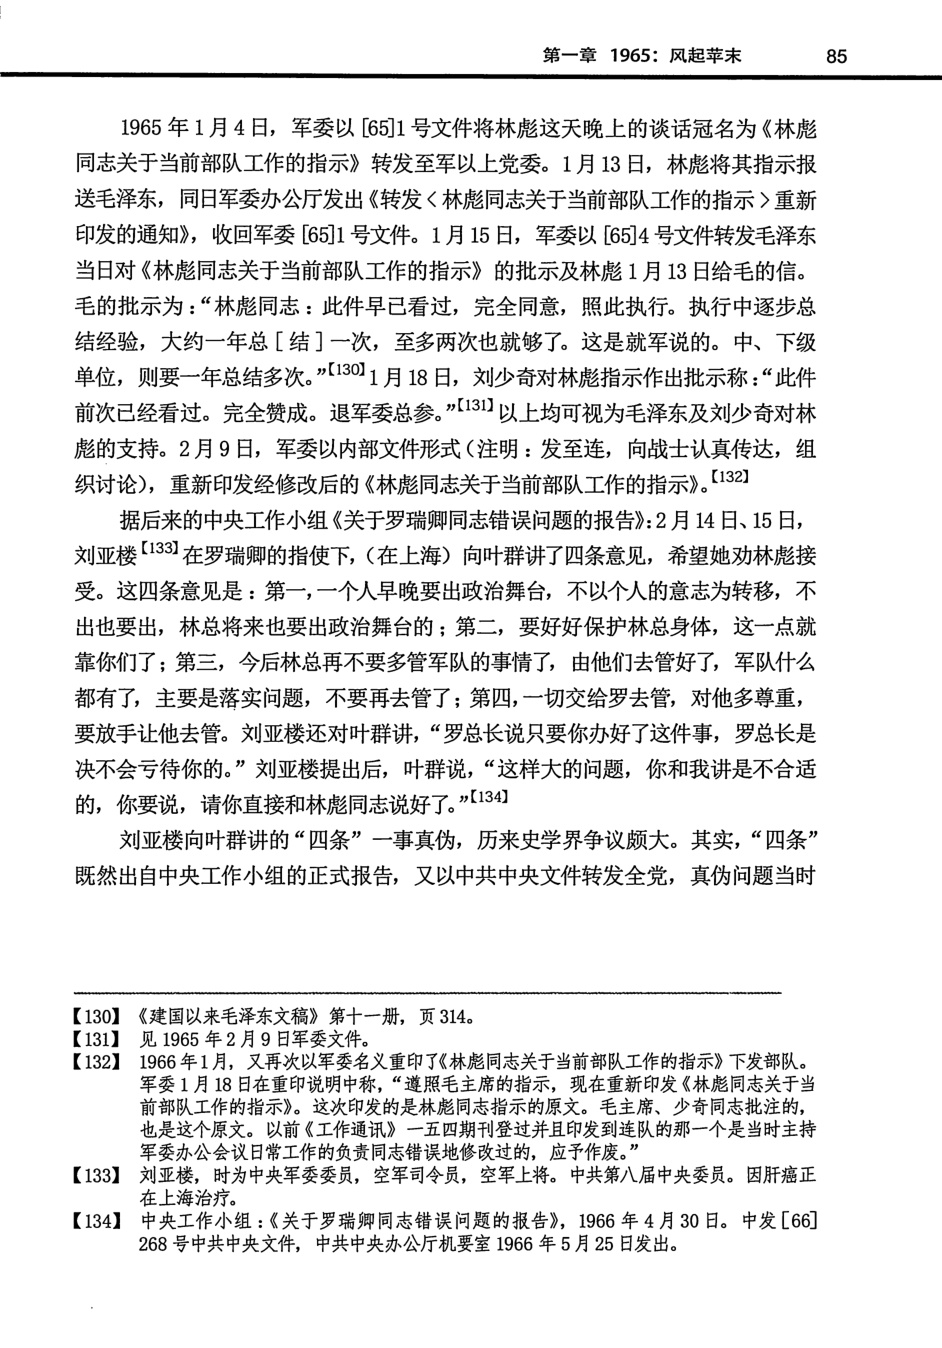 第一章 1965：风起苹末 85
1965 年 1 月 4 日，军委以 [65]1 号文件将林彪这天晚上的谈话冠名为《林彪
同志关于当前部队工作的指示》转发至军以上党委。1 月 13 日，林彪将其指示报
送毛泽东，同日军委办公厅发出《转发〈林彪同志关于当前部队工作的指示〉重新
印发的通知》，收回军委 [65]1 号文件。1 月 15 日，军委以 [65]4 号文件转发毛泽东
当日对《林彪同志关于当前部队工作的指示》的批示及林彪 1 月 13 日给毛的信。
毛的批示为：“林彪同志：此件早已看过，完全同意，照此执行。执行中逐步总
结经验，大约一年总［结］一次，至多两次也就够了。这是就军说的。中、下级
单位，则要一年总结多次。”【130】1 月 18 日，刘少奇对林彪指示作出批示称：“此件
前次已经看过。完全赞成。退军委总参。”【131】以上均可视为毛泽东及刘少奇对林
彪的支持。2 月 9 日，军委以内部文件形式（注明：发至连，向战士认真传达，组
织讨论），重新印发经修改后的《林彪同志关于当前部队工作的指示》。【132】
据后来的中央工作小组《关于罗瑞卿同志错误问题的报告》：2 月 14 日、15 日，
刘亚楼【133】在罗瑞卿的指使下，（在上海）向叶群讲了四条意见，希望她劝林彪接
受。这四条意见是：第一，一个人早晚要出政治舞台，不以个人的意志为转移，不
出也要出，林总将来也要出政治舞台的；第二，要好好保护林总身体，这一点就
靠你们了；第三，今后林总再不要多管军队的事情了，由他们去管好了，军队什么
都有了，主要是落实问题，不要再去管了；第四，一切交给罗去管，对他多尊重，
要放手让他去管。刘亚楼还对叶群讲，“罗总长说只要你办好了这件事，罗总长是
决不会亏待你的。”刘亚楼提出后，叶群说，“这样大的问题，你和我讲是不合适
的，你要说，请你直接和林彪同志说好了。”【134】
刘亚楼向叶群讲的“四条”一事真伪，历来史学界争议颇大。其实，“四条”
既然出自中央工作小组的正式报告，又以中共中央文件转发全党，真伪问题当时
【130】 《建国以来毛泽东文稿》第十一册，页 314。
【131】 见 1965 年 2 月 9 日军委文件。
【132】 1966 年 1 月，又再次以军委名义重印了《林彪同志关于当前部队工作的指示》下发部队。
军委 1 月 18 日在重印说明中称，“遵照毛主席的指示，现在重新印发《林彪同志关于当
前部队工作的指示》。这次印发的是林彪同志指示的原文。毛主席、少奇同志批注的，
也是这个原文。以前《工作通讯》一五四期刊登过并且印发到连队的那一个是当时主持
军委办公会议日常工作的负责同志错误地修改过的，应予作废。”
【133】 刘亚楼，时为中央军委委员，空军司令员，空军上将。中共第八届中央委员。因肝癌正
在上海治疗。
【134】 中央工作小组：《关于罗瑞卿同志错误问题的报告》，1966 年 4 月 30 日。中发［66］
268 号中共中央文件，中共中央办公厅机要室 1966 年 5 月 25 日发出。